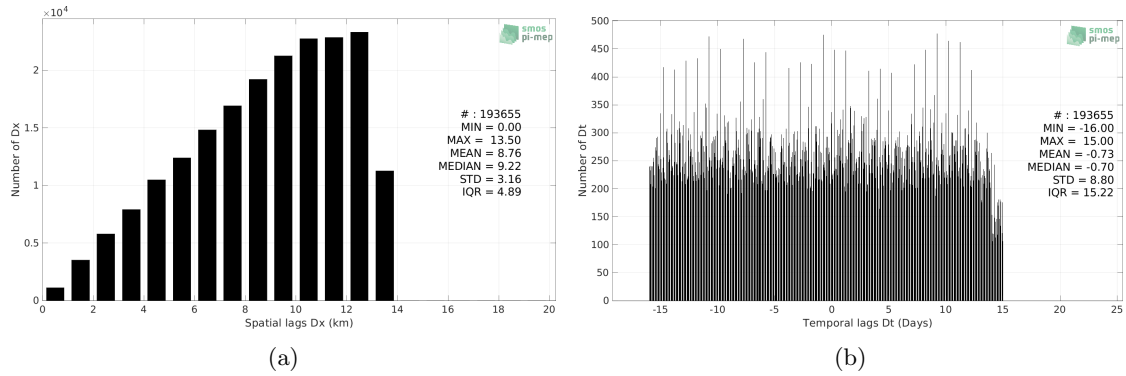 ×10⁴
2
1.5
1
0.5
0
Number of Dx
0 2 4 6 8 10 12 14 16 18 20
Spatial lags Dx (km)
smos
pi-mep
# : 193655
MIN = 0.00
MAX = 13.50
MEAN = 8.76
MEDIAN = 9.22
STD = 3.16
IQR = 4.89
(a)
500
450
400
350
300
250
200
150
100
50
0
Number of Dt
-15 -10 -5 0 5 10 15 20 25
Temporal lags Dt (Days)
smos
pi-mep
# : 193655
MIN = -16.00
MAX = 15.00
MEAN = -0.73
MEDIAN = -0.70
STD = 8.80
IQR = 15.22
(b)